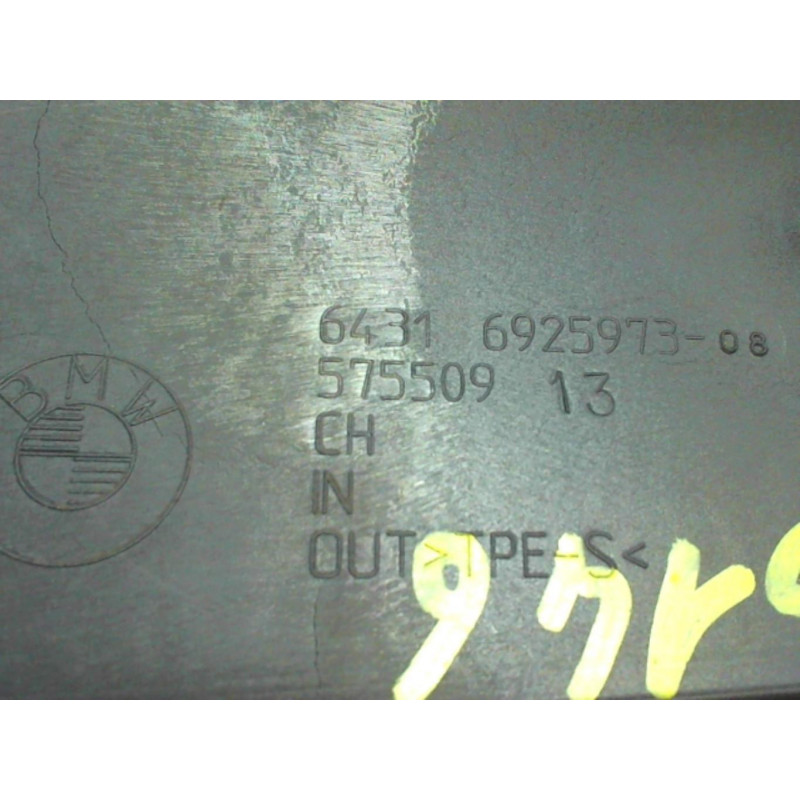 6431 6925973-08
575509 13
CH
IN
OUT >TPE-S<
BMW